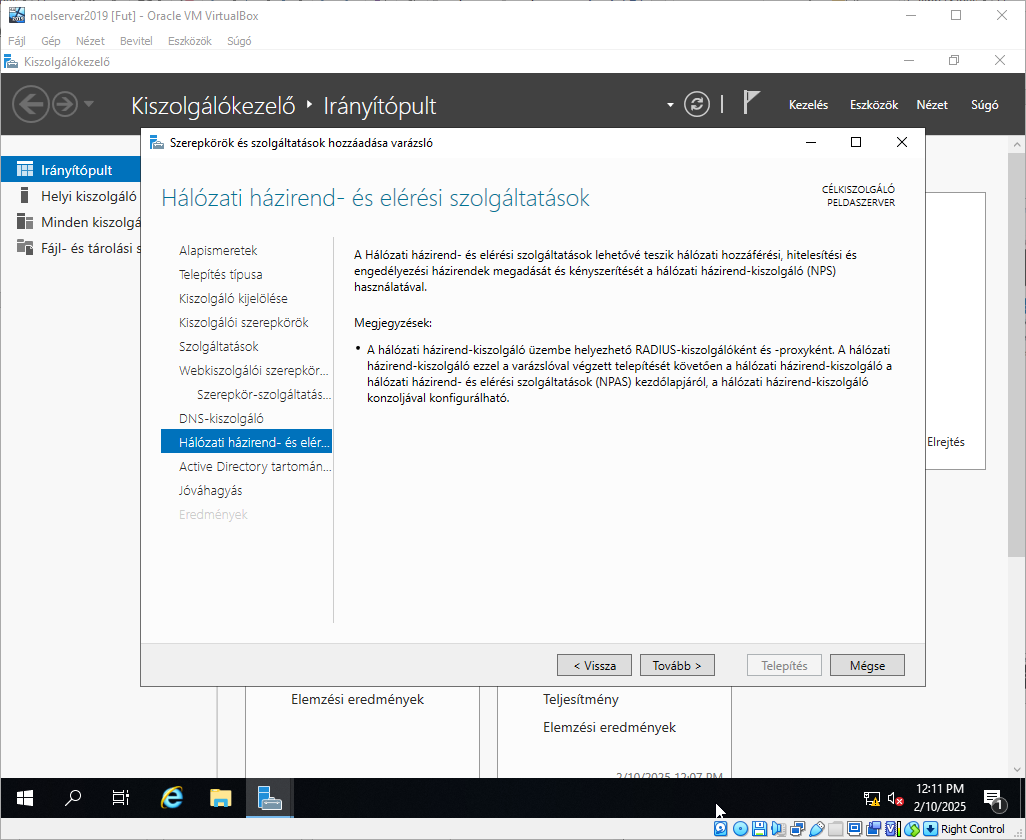 noelserver2019 [Fut] - Oracle VM VirtualBox
Fájl Gép Nézet Bevitel Eszközök Súgó
Kiszolgálókezelő
Kiszolgálókezelő ‣ Irányítópult
Kezelés Eszközök Nézet Súgó
Szerepkörök és szolgáltatások hozzáadása varázsló
Irányítópult
Helyi kiszolgáló
Minden kiszolgá
Fájl- és tárolási s
Hálózati házirend- és elérési szolgáltatások
CÉLKISZOLGÁLÓ
PELDASZERVER
Alapismeretek
Telepítés típusa
Kiszolgáló kijelölése
Kiszolgálói szerepkörök
Szolgáltatások
Webkiszolgálói szerepkör...
Szerepkör-szolgáltatás...
DNS-kiszolgáló
Hálózati házirend- és elér...
Active Directory tartomán...
Jóváhagyás
Eredmények
A Hálózati házirend- és elérési szolgáltatások lehetővé teszik hálózati hozzáférési, hitelesítési és
engedélyezési házirendek megadását és kényszerítését a hálózati házirend-kiszolgáló (NPS)
használatával.
Megjegyzések:
• A hálózati házirend-kiszolgáló üzembe helyezhető RADIUS-kiszolgálóként és -proxyként. A hálózati
házirend-kiszolgáló ezzel a varázslóval végzett telepítését követően a hálózati házirend-kiszolgáló a
hálózati házirend- és elérési szolgáltatások (NPAS) kezdőlapjáról, a hálózati házirend-kiszolgáló
konzoljával konfigurálható.
Elrejtés
< Vissza Tovább > Telepítés Mégse
Elemzési eredmények
Teljesítmény
Elemzési eredmények
2/10/2025 12:07 PM
12:11 PM
2/10/2025
1
Right Control